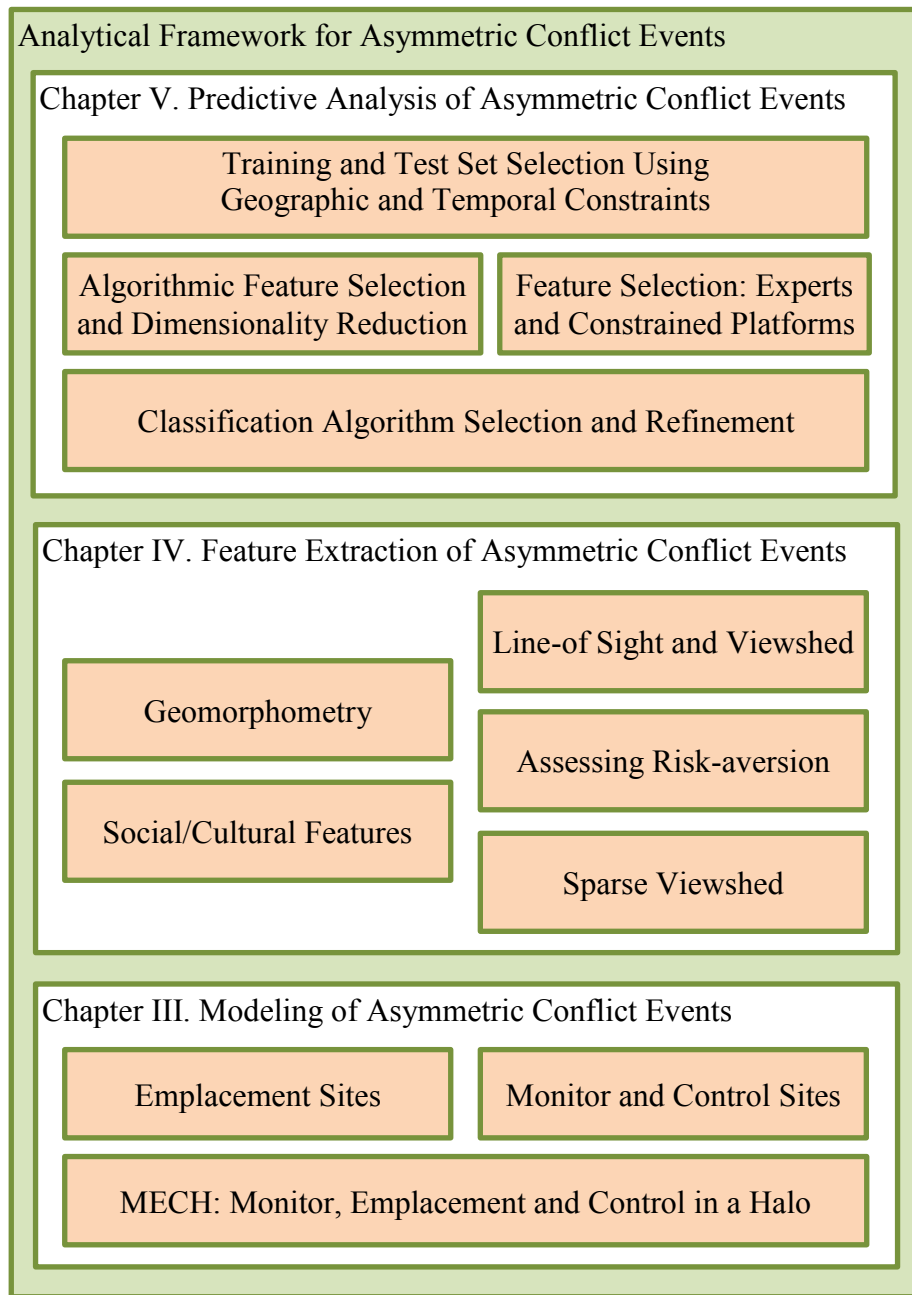 Analytical Framework for Asymmetric Conflict Events
Chapter V. Predictive Analysis of Asymmetric Conflict Events
Training and Test Set Selection Using
Geographic and Temporal Constraints
Algorithmic Feature Selection
and Dimensionality Reduction
Feature Selection: Experts
and Constrained Platforms
Classification Algorithm Selection and Refinement
Chapter IV. Feature Extraction of Asymmetric Conflict Events
Geomorphometry
Social/Cultural Features
Line-of Sight and Viewshed
Assessing Risk-aversion
Sparse Viewshed
Chapter III. Modeling of Asymmetric Conflict Events
Emplacement Sites
Monitor and Control Sites
MECH: Monitor, Emplacement and Control in a Halo